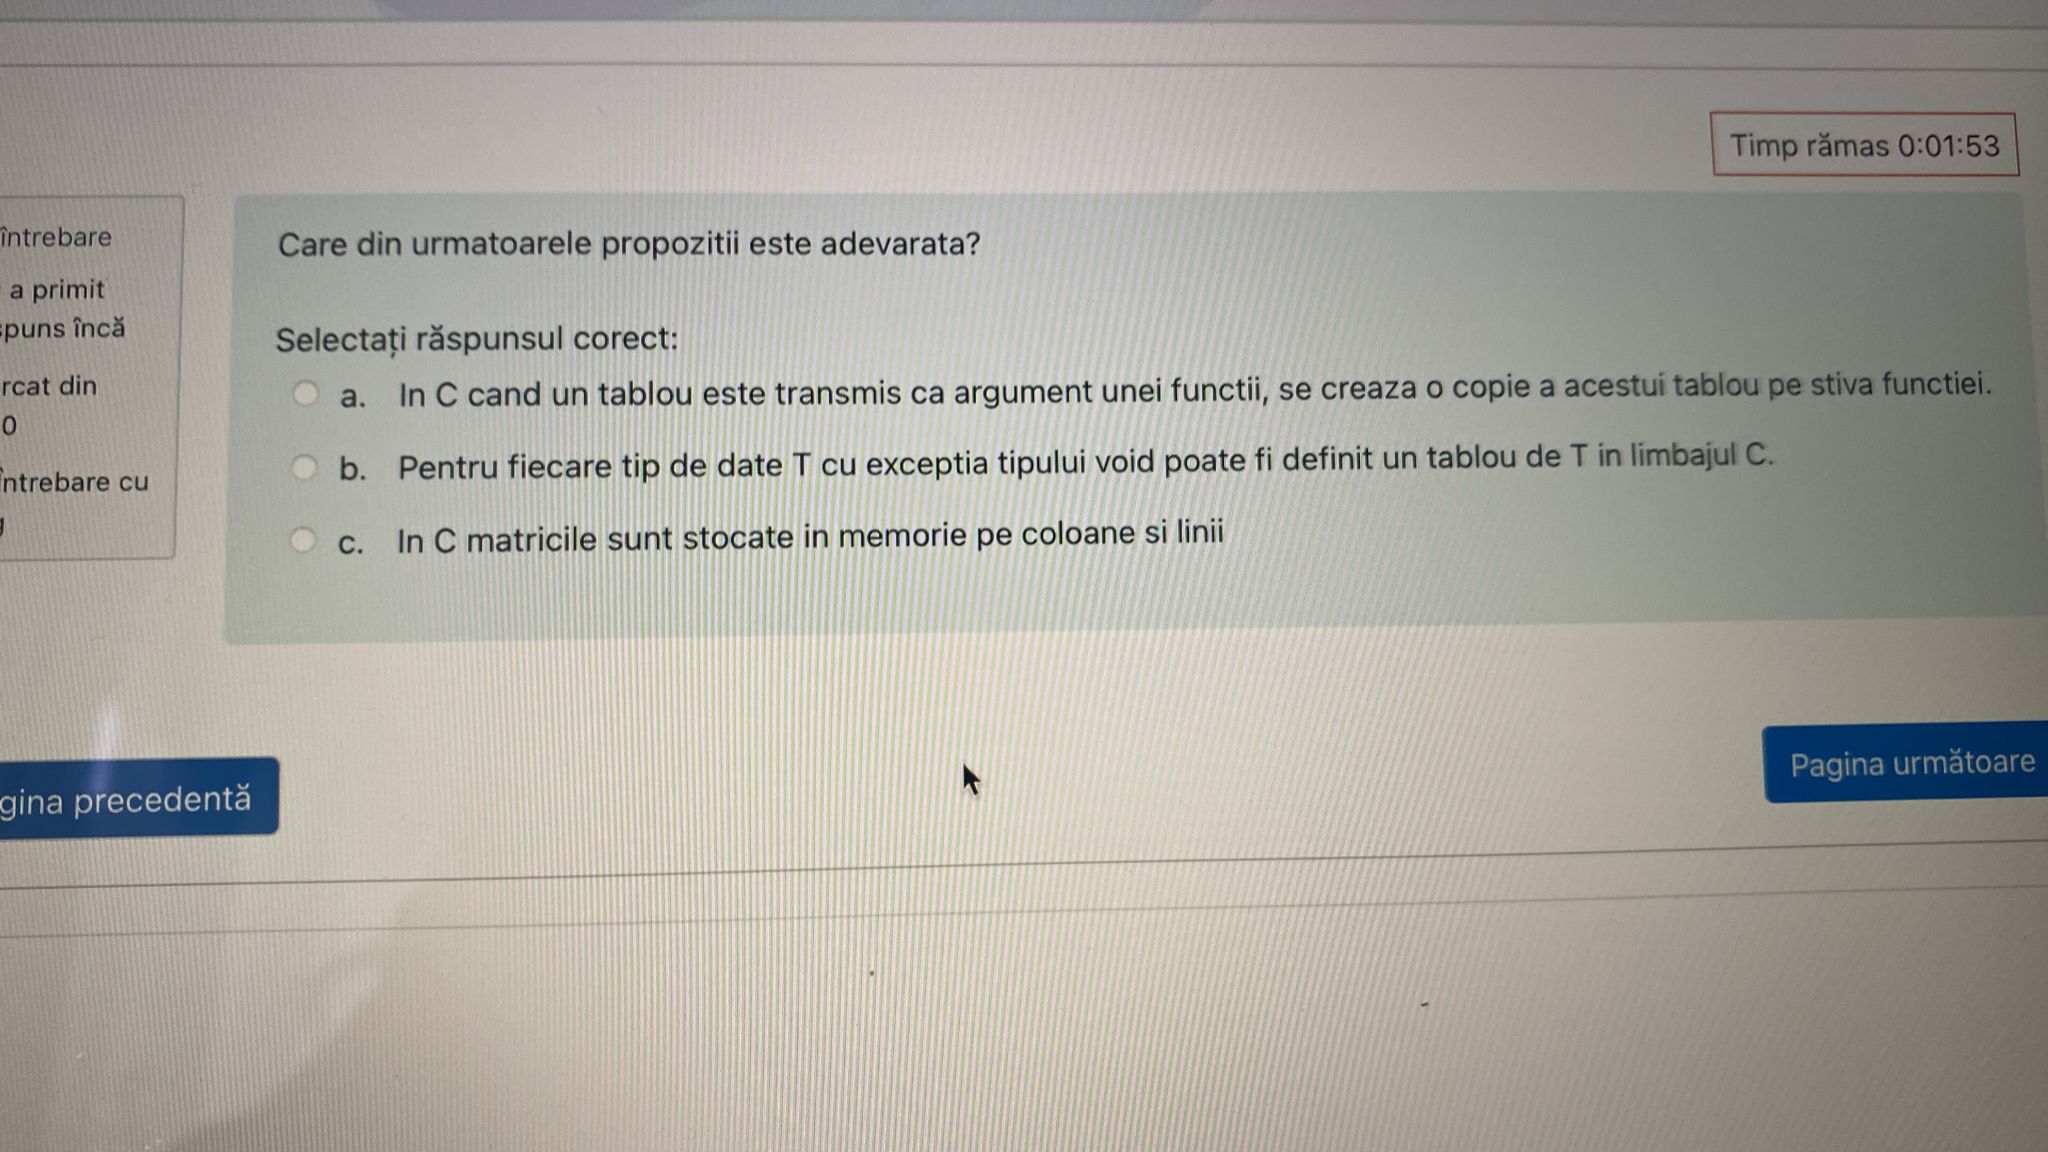 Timp rămas 0:01:53
întrebare
a primit
puns încă
rcat din
0
întrebare cu
Care din urmatoarele propozitii este adevarata?
Selectați răspunsul corect:
a. In C cand un tablou este transmis ca argument unei functii, se creaza o copie a acestui tablou pe stiva functiei.
b. Pentru fiecare tip de date T cu exceptia tipului void poate fi definit un tablou de T in limbajul C.
c. In C matricile sunt stocate in memorie pe coloane si linii
gina precedentă
Pagina următoare